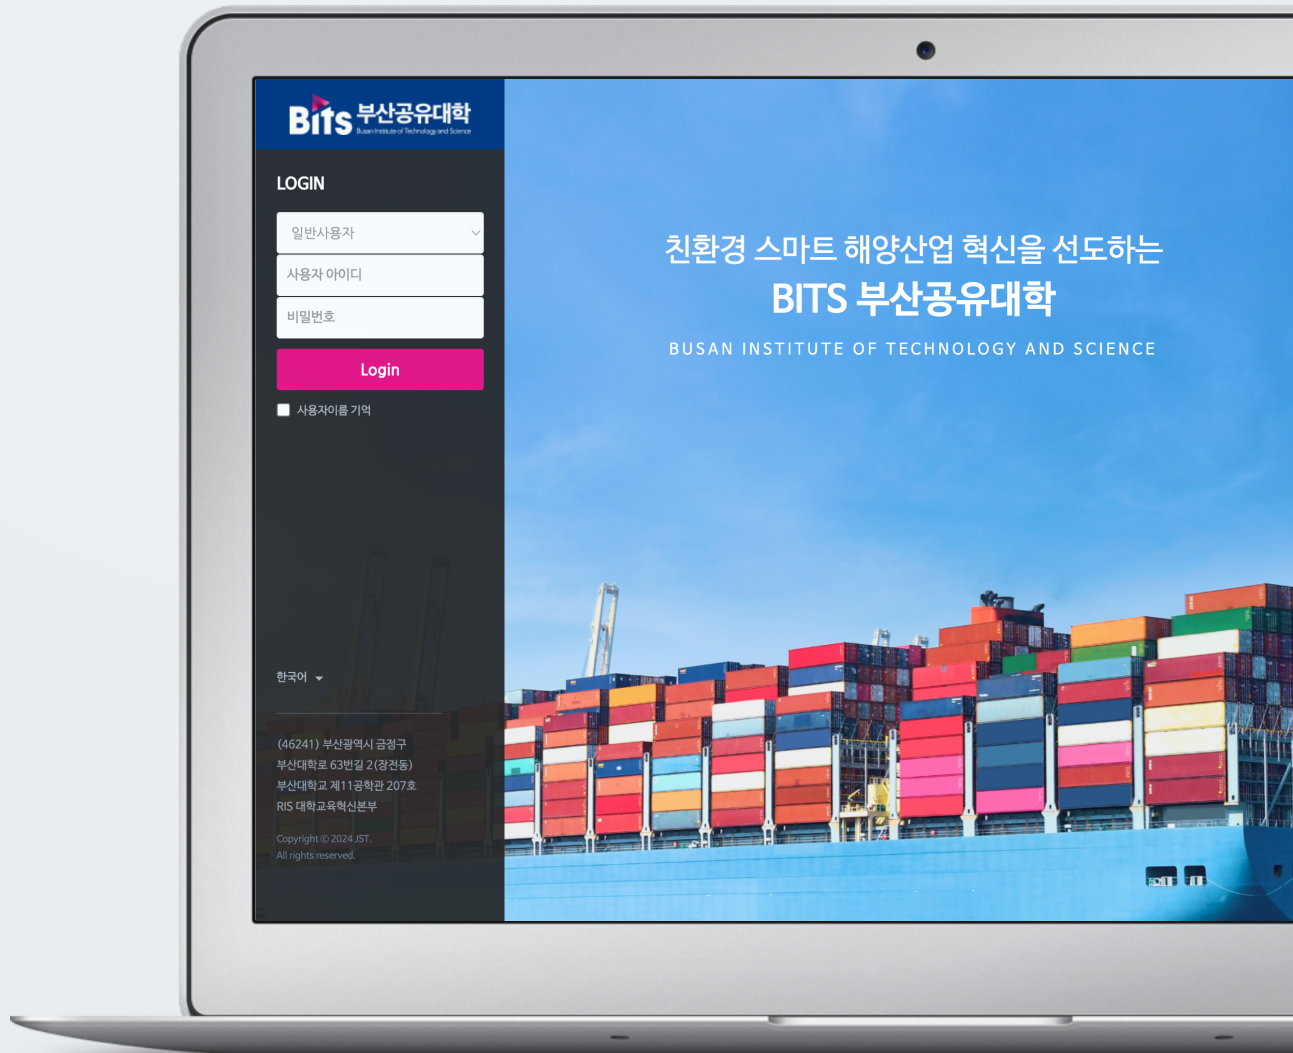 Bits 부산공유대학
Busan Institute of Technology and Science
LOGIN
일반사용자
사용자 아이디
비밀번호
Login
사용자이름 기억
한국어
(46241) 부산광역시 금정구
부산대학로 63번길 2(장전동)
부산대학교 제11공학관 207호
RIS 대학교육혁신본부
Copyright © 2024 JST.
All rights reserved.
친환경 스마트 해양산업 혁신을 선도하는
BITS 부산공유대학
BUSAN INSTITUTE OF TECHNOLOGY AND SCIENCE